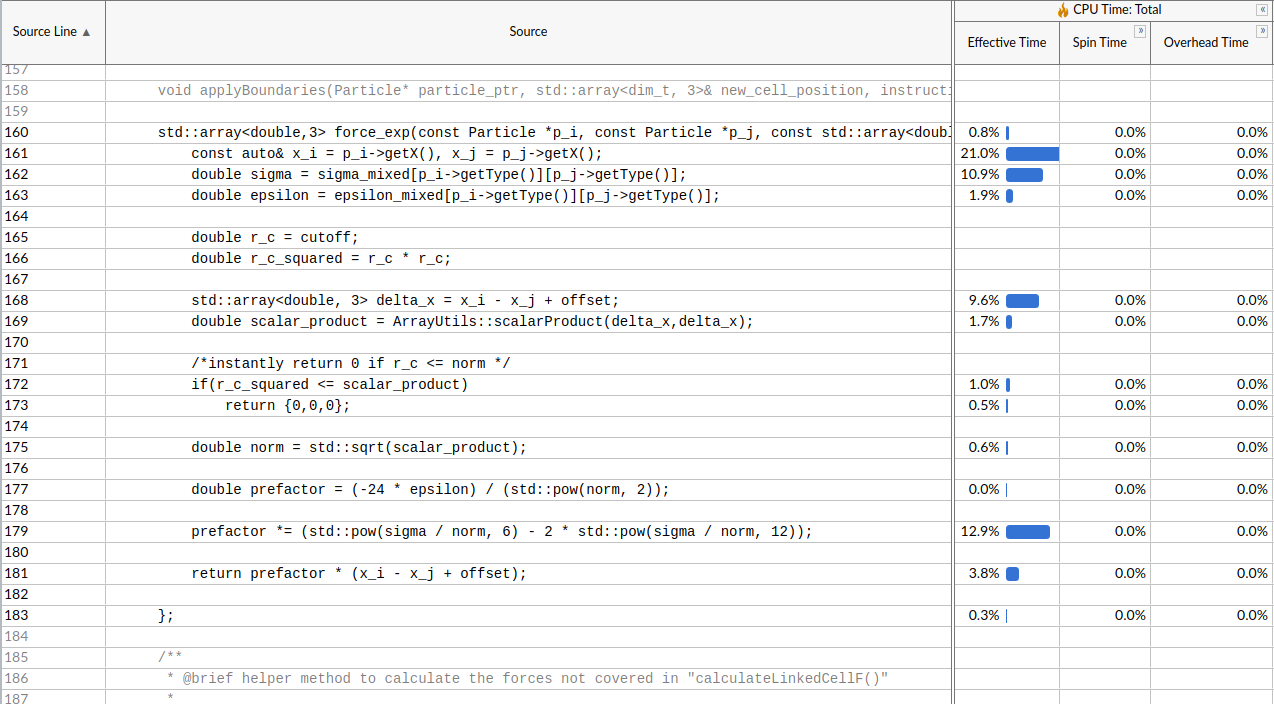 CPU Time: Total «
Source Line ▲ Source Effective Time Spin Time » Overhead Time »
157
158 void applyBoundaries(Particle* particle_ptr, std::array<dim_t, 3>& new_cell_position,
159
160 std::array<double,3> force_exp(const Particle *p_i, const Particle *p_j, const 0.8% 0.0% 0.0%
161 const auto& x_i = p_i->getX(), x_j = p_j->getX(); 21.0% 0.0% 0.0%
162 double sigma = sigma_mixed[p_i->getType()][p_j->getType()]; 10.9% 0.0% 0.0%
163 double epsilon = epsilon_mixed[p_i->getType()][p_j->getType()]; 1.9% 0.0% 0.0%
164
165 double r_c = cutoff;
166 double r_c_squared = r_c * r_c;
167
168 std::array<double, 3> delta_x = x_i - x_j + offset; 9.6% 0.0% 0.0%
169 double scalar_product = ArrayUtils::scalarProduct(delta_x,delta_x); 1.7% 0.0% 0.0%
170
171 /*instantly return 0 if r_c <= norm */
172 if(r_c_squared <= scalar_product) 1.0% 0.0% 0.0%
173 return {0,0,0}; 0.5% 0.0% 0.0%
174
175 double norm = std::sqrt(scalar_product); 0.6% 0.0% 0.0%
176
177 double prefactor = (-24 * epsilon) / (std::pow(norm, 2)); 0.0% 0.0% 0.0%
178
179 prefactor *= (std::pow(sigma / norm, 6) - 2 * std::pow(sigma / norm, 12)); 12.9% 0.0% 0.0%
180
181 return prefactor * (x_i - x_j + offset); 3.8% 0.0% 0.0%
182
183 }; 0.3% 0.0% 0.0%
184
185 /**
186 * @brief helper method to calculate the forces not covered in "calculateLinkedCellF()"
187 *